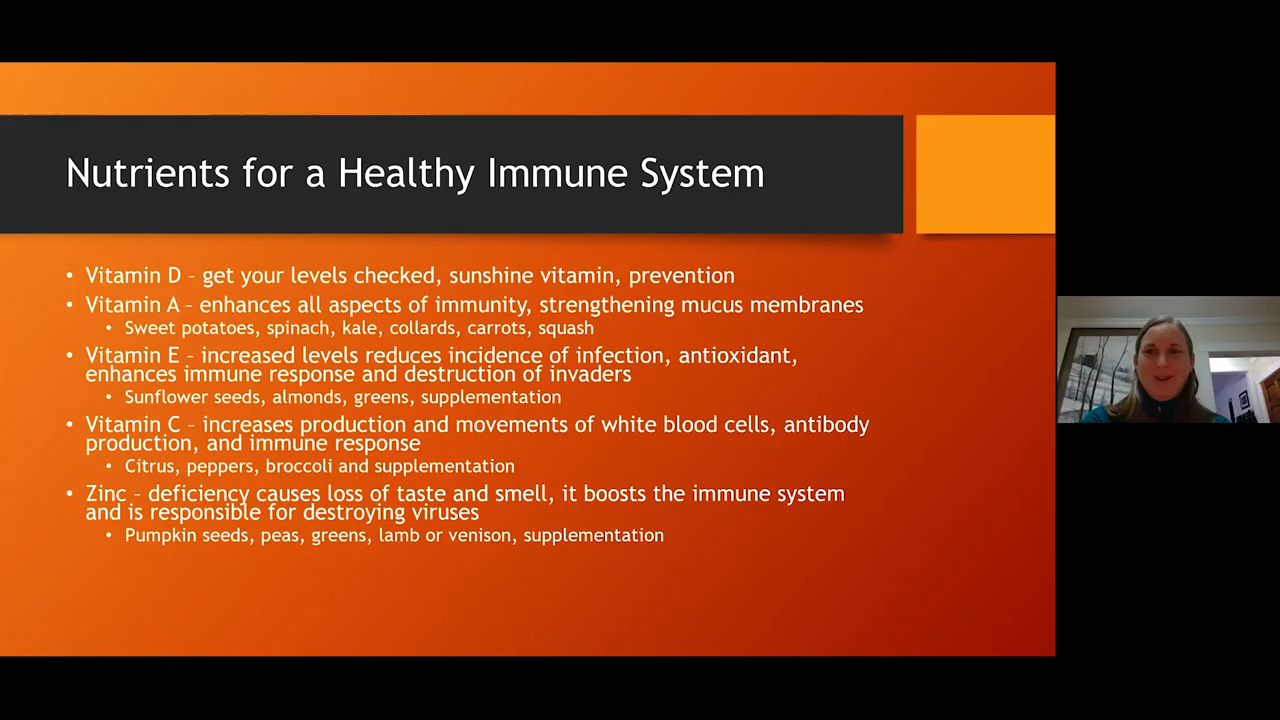 Nutrients for a Healthy Immune System
• Vitamin D – get your levels checked, sunshine vitamin, prevention
• Vitamin A – enhances all aspects of immunity, strengthening mucus membranes
• Sweet potatoes, spinach, kale, collards, carrots, squash
• Vitamin E – increased levels reduces incidence of infection, antioxidant,
enhances immune response and destruction of invaders
• Sunflower seeds, almonds, greens, supplementation
• Vitamin C – increases production and movements of white blood cells, antibody
production, and immune response
• Citrus, peppers, broccoli and supplementation
• Zinc – deficiency causes loss of taste and smell, it boosts the immune system
and is responsible for destroying viruses
• Pumpkin seeds, peas, greens, lamb or venison, supplementation